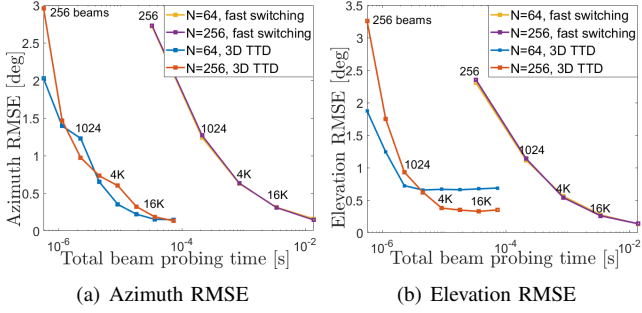 3
2.5
2
1.5
1
0.5
0
Azimuth RMSE [deg]
256 beams
256
1024
1024
4K
4K
16K
16K
N=64, fast switching
N=256, fast switching
N=64, 3D TTD
N=256, 3D TTD
10-6
10-4
10-2
Total beam probing time [s]
(a) Azimuth RMSE
3.5
3
2.5
2
1.5
1
0.5
0
Elevation RMSE [deg]
256 beams
256
1024
1024
4K
4K
16K
16K
N=64, fast switching
N=256, fast switching
N=64, 3D TTD
N=256, 3D TTD
10-6
10-4
10-2
Total beam probing time [s]
(b) Elevation RMSE